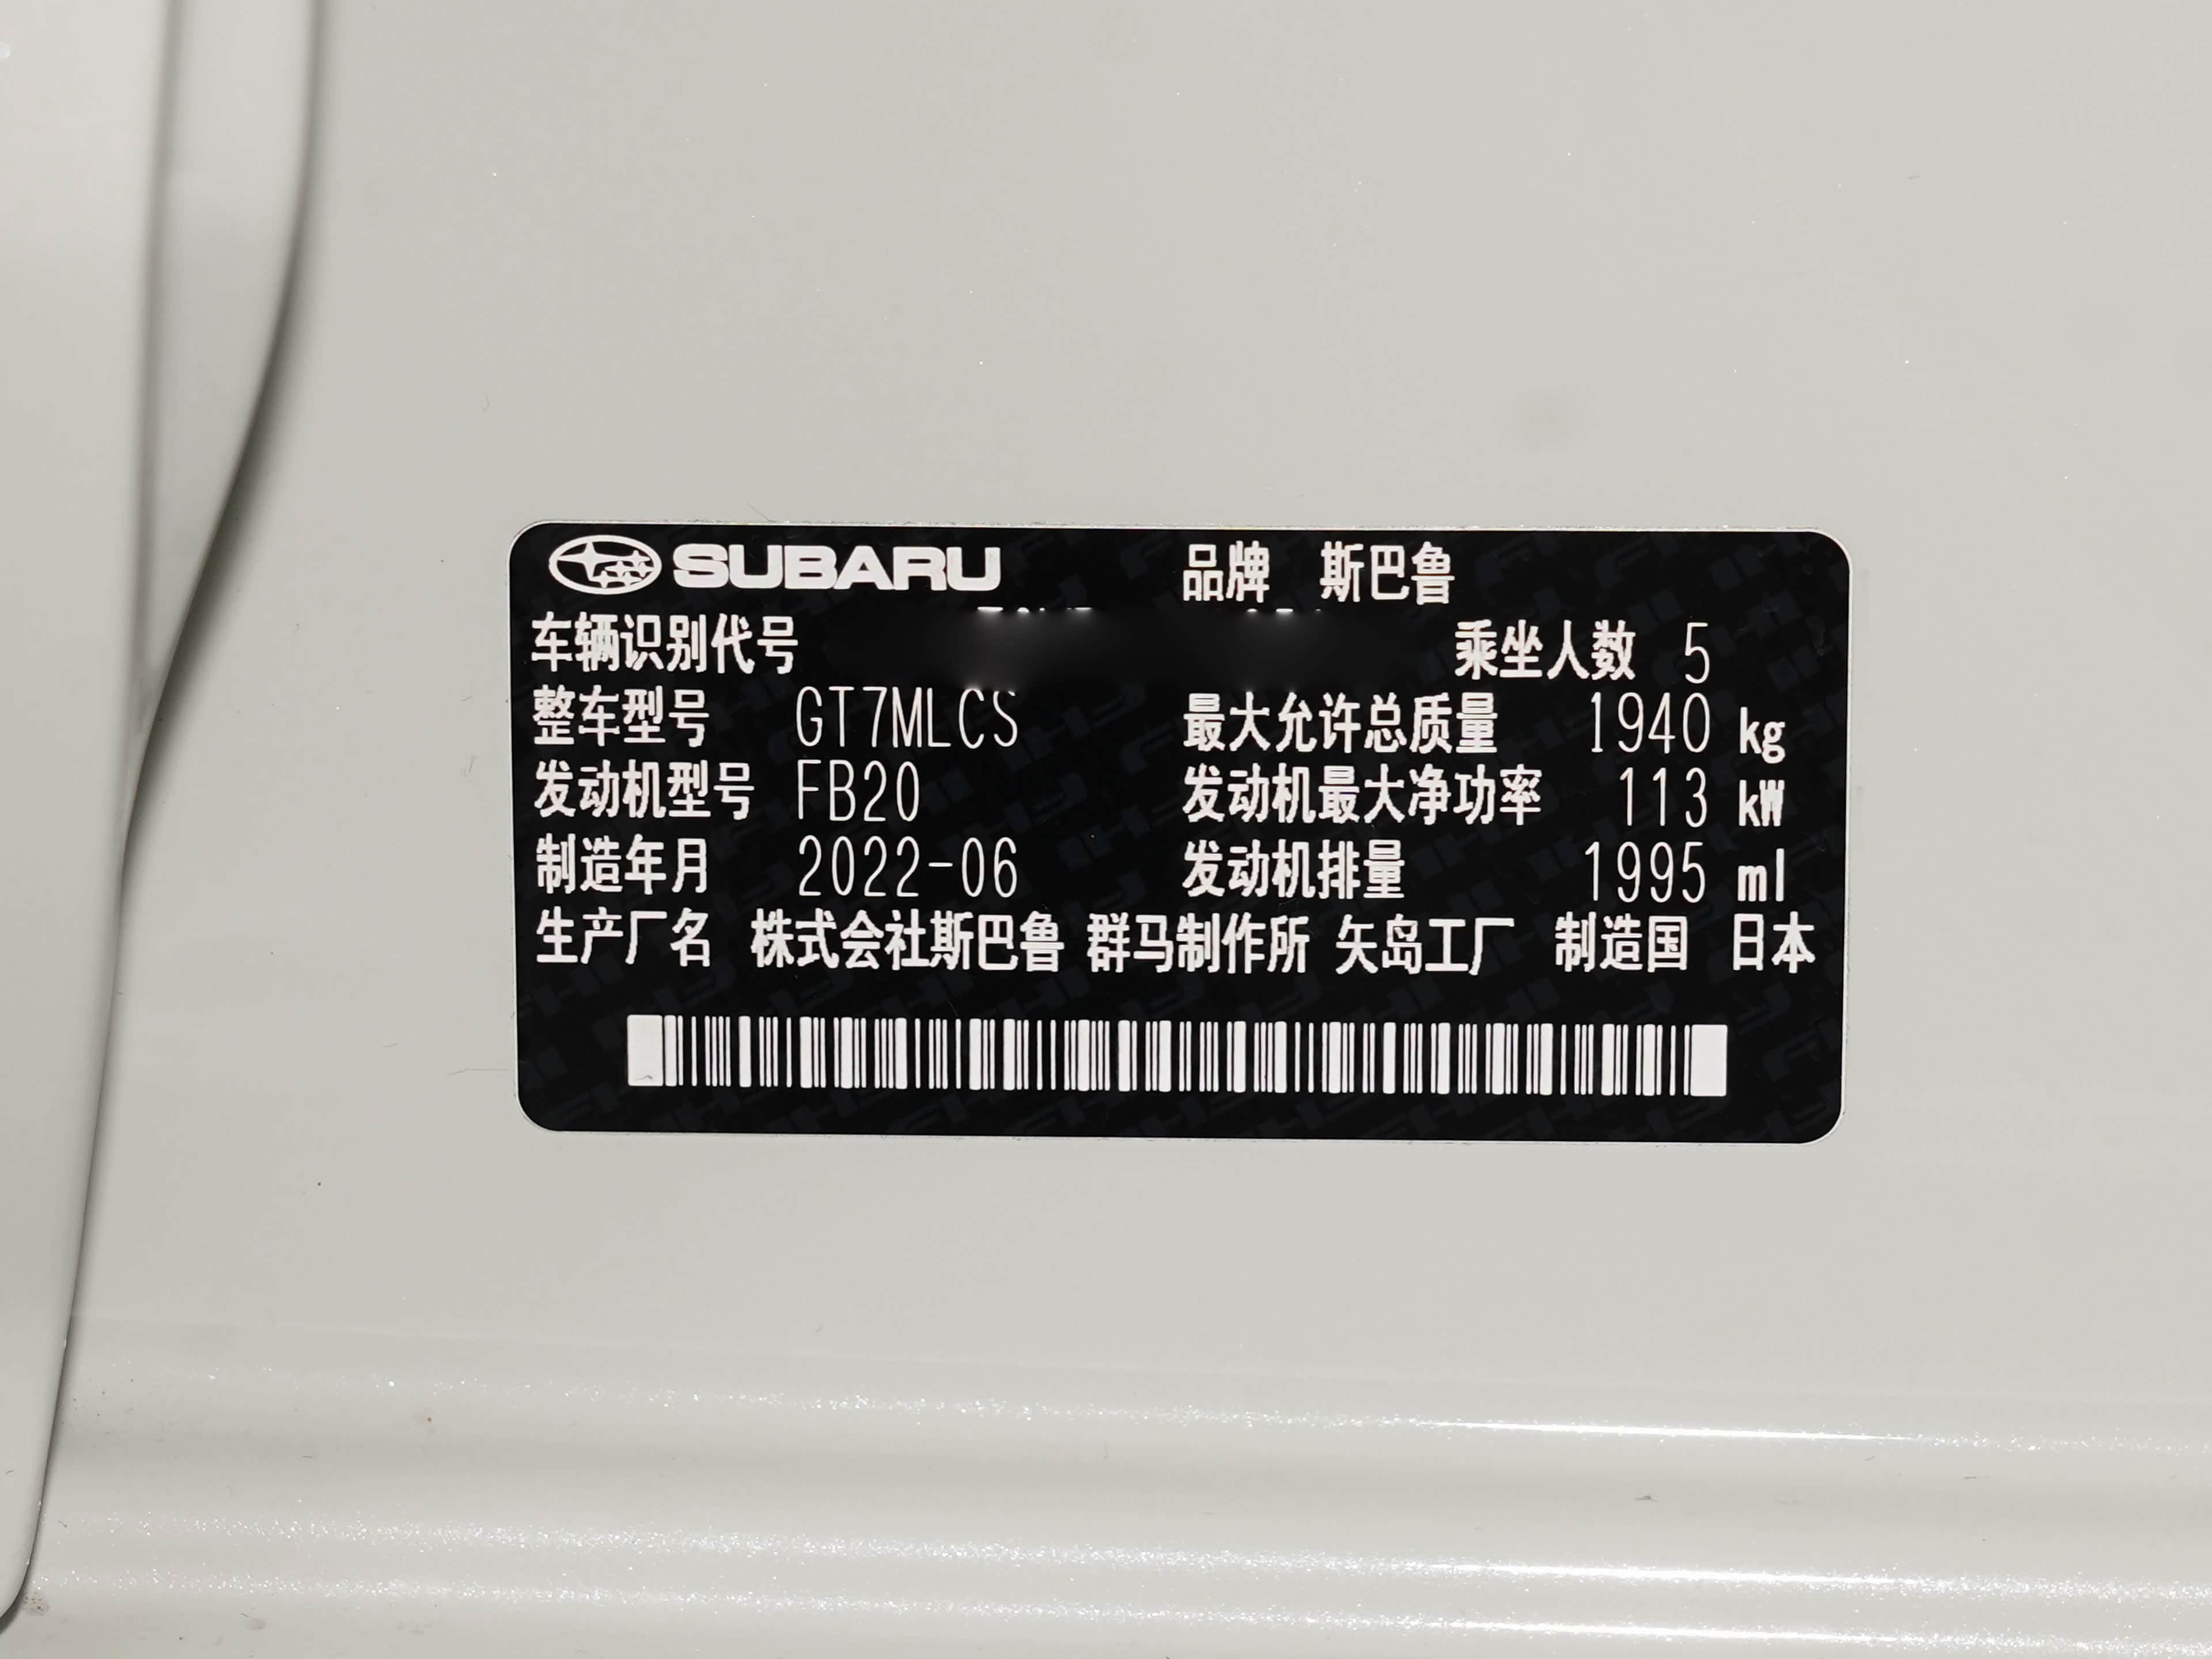 SUBARU 品牌 斯巴鲁
车辆识别代号 乘坐人数 5
整车型号 GT7MLCS 最大允许总质量 1940 kg
发动机型号 FB20 发动机最大净功率 113 kW
制造年月 2022-06 发动机排量 1995 ml
生产厂名 株式会社斯巴鲁 群马制作所 矢岛工厂 制造国 日本